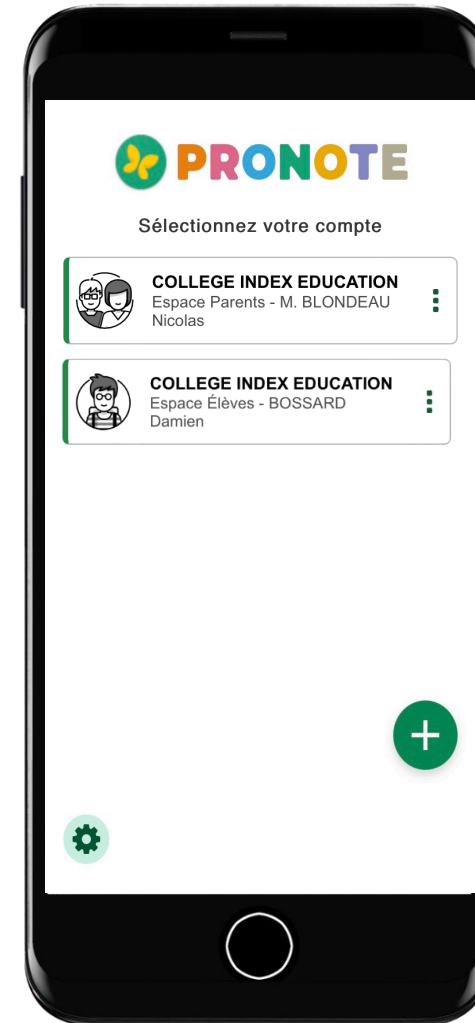 PRONOTE
Sélectionnez votre compte
COLLEGE INDEX EDUCATION
Espace Parents - M. BLONDEAU
Nicolas
COLLEGE INDEX EDUCATION
Espace Élèves - BOSSARD
Damien